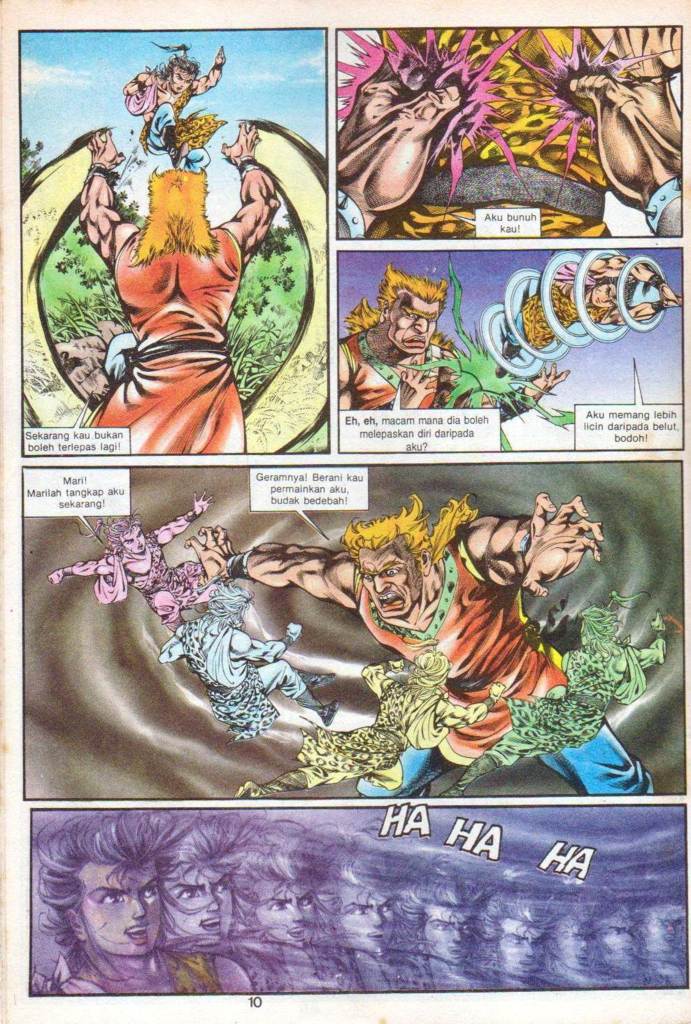 Sekarang kau bukan
boleh terlepas lagi!
Aku bunuh
kau!
Eh, eh, macam mana dia boleh
melepaskan diri daripada
aku?
Aku memang lebih
licin daripada belut,
bodoh!
Mari!
Marilah tangkap aku
sekarang!
Geramnya! Berani kau
permainkan aku,
budak bedebah!
HA HA HA
10